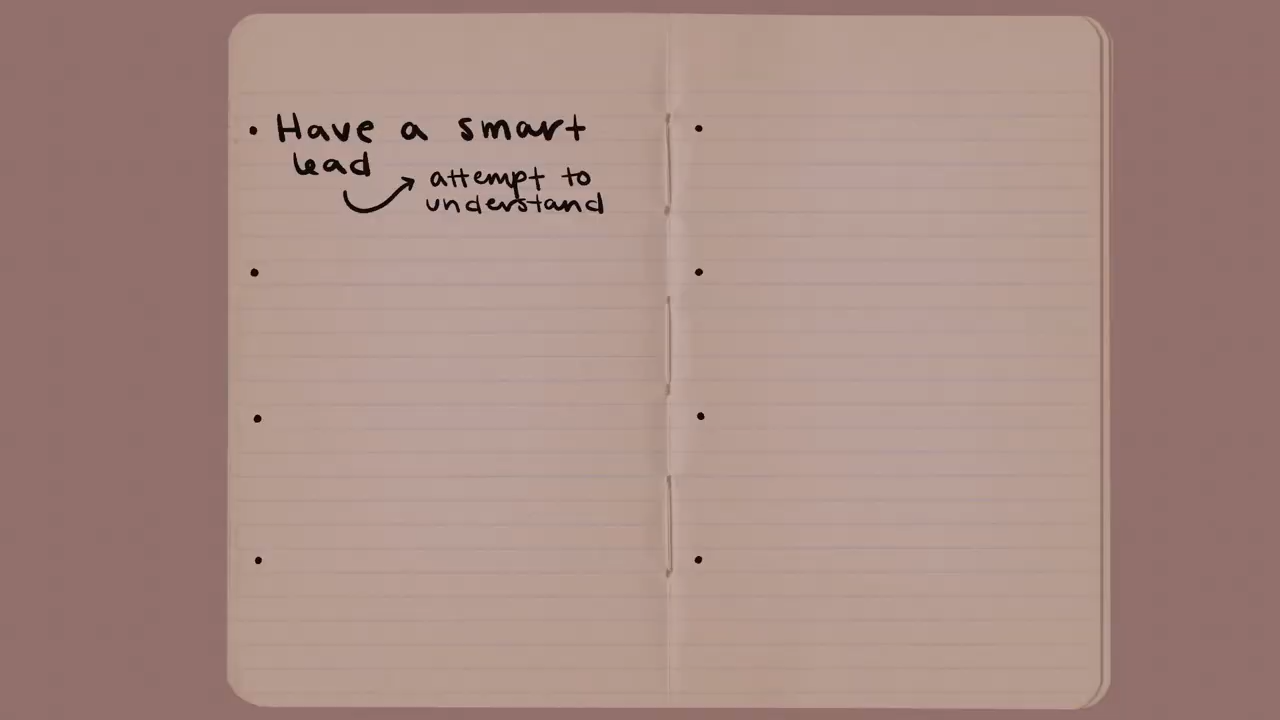 • Have a smart
lead
attempt to
understand
•
•
•
•
•
•
•